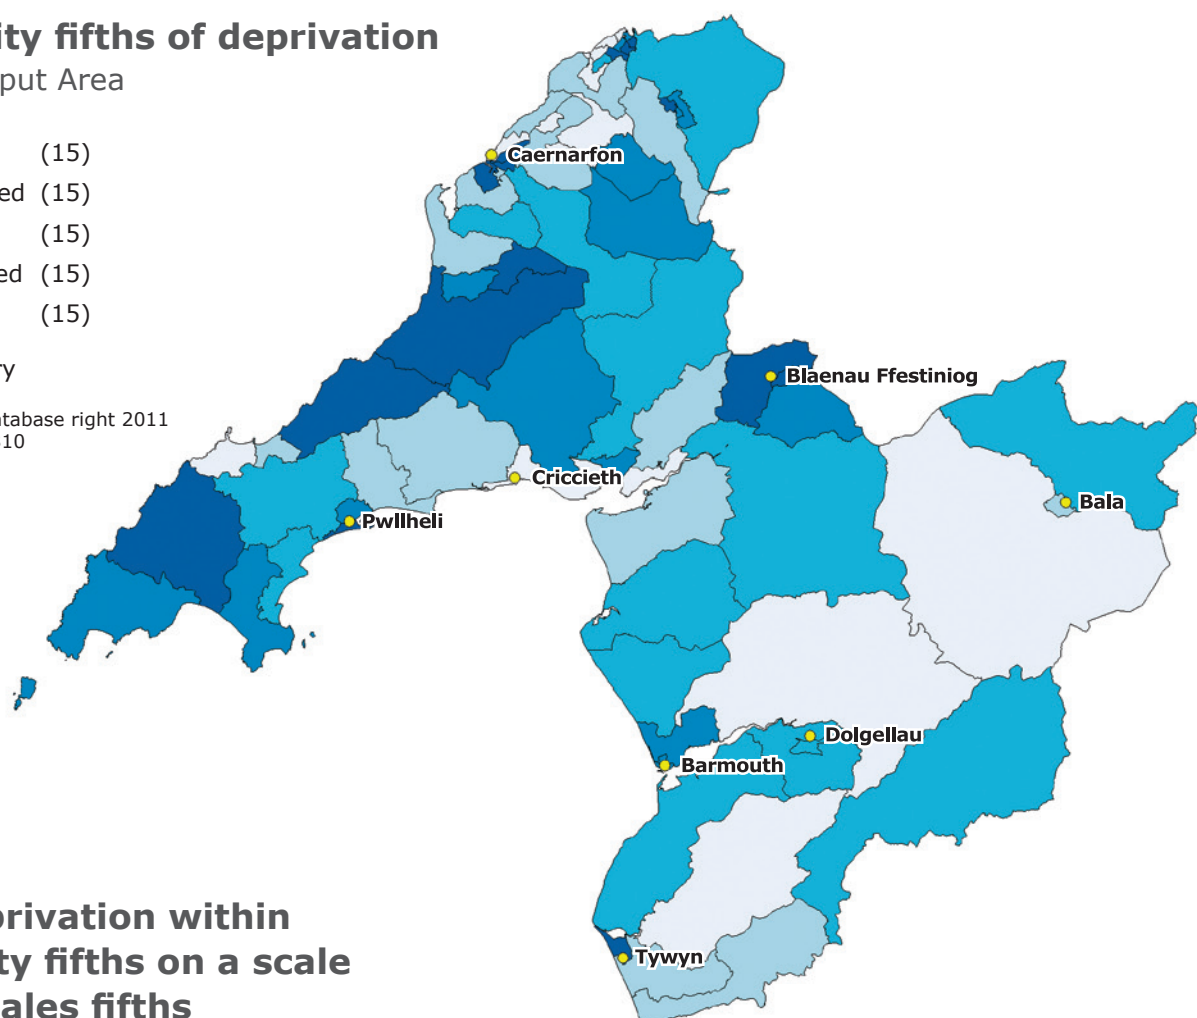 ity fifths of deprivation
put Area
(15)
ed (15)
(15)
ed (15)
(15)
ry
atabase right 2011
10
Caernarfon
Blaenau Ffestiniog
Criccieth
Bala
Pwllheli
Dolgellau
Barmouth
privation within
ty fifths on a scale
ales fifths
Tywyn